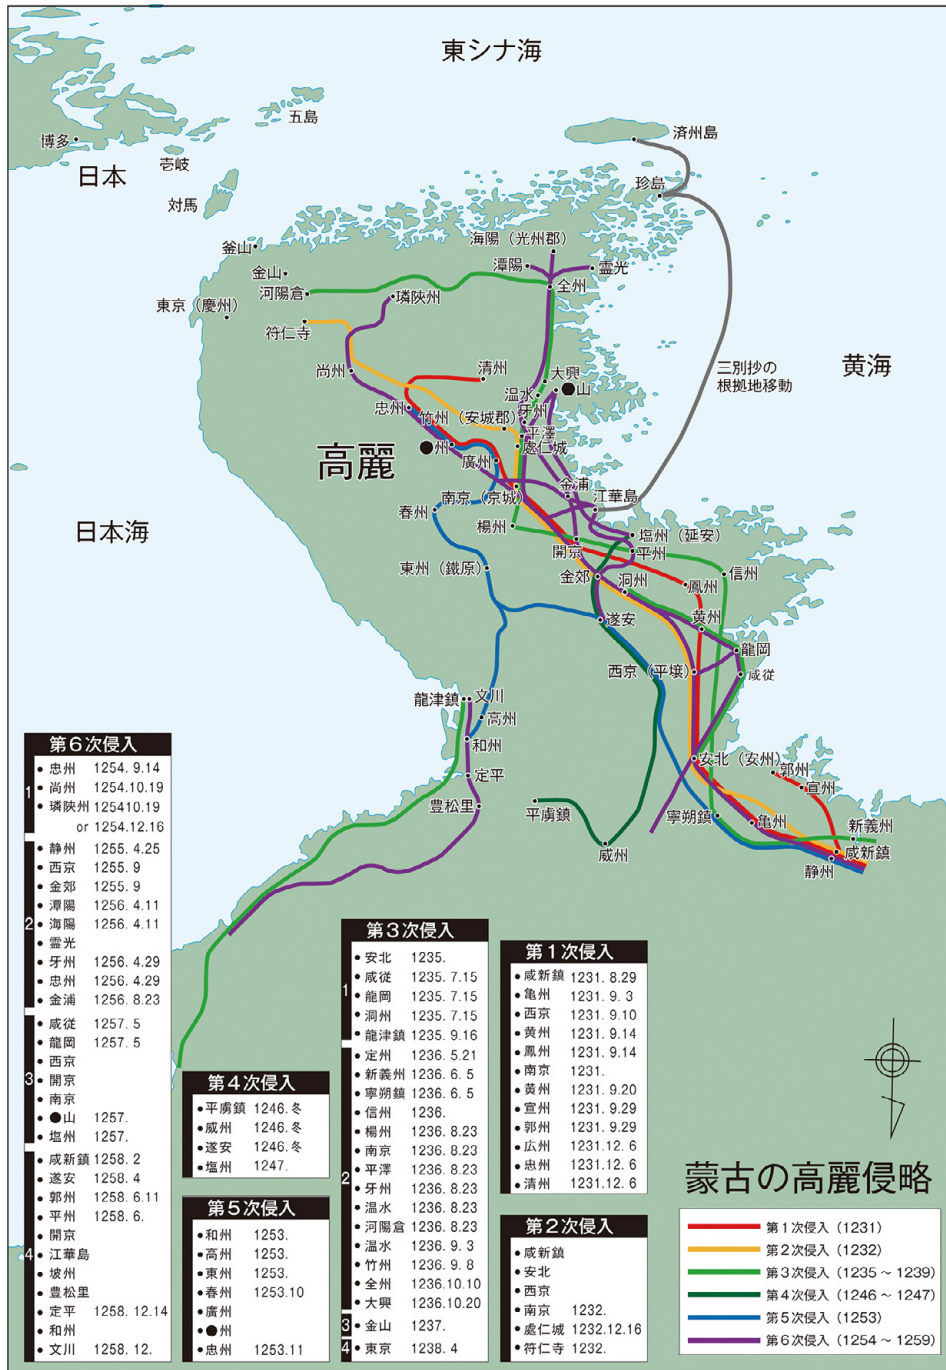 東シナ海
五島
済州島
博多
壱岐
日本
珍島
対馬
海陽（光州郡）
釜山
潭陽
霊光
金山
全州
河陽倉
璘陜州
東京（慶州）
符仁寺
三別抄の
根拠地移動
黄海
清州
大興
尚州
温水
●山
忠州
竹州（安城郡）
牙州
平澤
處仁城
高麗
●州
廣州
金浦
江華島
南京（京城）
春州
日本海
楊州
塩州（延安）
開京
平州
東州（鐵原）
金郊
洞州
鳳州
信州
黄州
遂安
龍岡
西京（平壌）
咸従
龍津鎮
文川
高州
和州
安北（安州）
郭州
宣州
定平
豊松里
平虜鎮
寧朔鎮
亀州
新義州
威州
咸新鎮
静州
第６次侵入
1
● 忠州 1254. 9.14
● 尚州 1254.10.19
● 璘陜州 125410.19
or 1254.12.16
2
● 静州 1255. 4.25
● 西京 1255. 9
● 金郊 1255. 9
● 潭陽 1256. 4.11
● 海陽 1256. 4.11
● 霊光
● 牙州 1256. 4.29
● 忠州 1256. 4.29
● 金浦 1256. 8.23
3
● 咸従 1257. 5
● 龍岡 1257. 5
● 西京
● 開京
● 南京
● ●山 1257.
● 塩州 1257.
4
● 咸新鎮 1258. 2
● 遂安 1258. 4
● 郭州 1258. 6.11
● 平州 1258. 6.
● 開京
● 江華島
● 坡州
● 豊松里
● 定平 1258. 12.14
● 和州
● 文川 1258. 12.
第４次侵入
● 平虜鎮 1246.冬
● 威州 1246.冬
● 遂安 1246.冬
● 塩州 1247.
第５次侵入
● 和州 1253.
● 高州 1253.
● 東州 1253.
● 春州 1253.10
● 廣州
● ●州
● 忠州 1253.11
第３次侵入
1
● 安北 1235.
● 咸従 1235. 7.15
● 龍岡 1235. 7.15
● 洞州 1235. 7.15
● 龍津鎮 1235. 9.16
2
● 定州 1236. 5.21
● 新義州 1236. 6. 5
● 寧朔鎮 1236. 6. 5
● 信州 1236.
● 楊州 1236. 8.23
● 南京 1236. 8.23
● 平澤 1236. 8.23
● 牙州 1236. 8.23
● 温水 1236. 8.23
● 河陽倉 1236. 8.23
● 温水 1236. 9. 3
● 竹州 1236. 9. 8
● 全州 1236.10.10
● 大興 1236.10.20
3
● 金山 1237.
4
● 東京 1238. 4
第１次侵入
● 咸新鎮 1231. 8.29
● 亀州 1231. 9. 3
● 西京 1231. 9.10
● 黄州 1231. 9.14
● 鳳州 1231. 9.14
● 南京 1231.
● 黄州 1231. 9.20
● 宣州 1231. 9.29
● 郭州 1231. 9.29
● 広州 1231.12. 6
● 忠州 1231.12. 6
● 清州 1231.12. 6
第２次侵入
● 咸新鎮
● 安北
● 西京
● 南京 1232.
● 處仁城 1232.12.16
● 符仁寺 1232.
蒙古の高麗侵略
第１次侵入（1231）
第２次侵入（1232）
第３次侵入（1235 ～ 1239）
第４次侵入（1246 ～ 1247）
第５次侵入（1253）
第６次侵入（1254 ～ 1259）